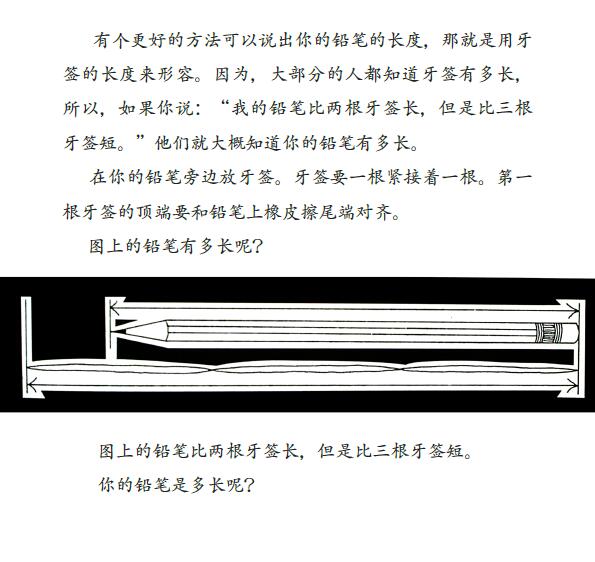 有个更好的方法可以说出你的铅笔的长度，那就是用牙
签的长度来形容。因为，大部分的人都知道牙签有多长，
所以，如果你说：“我的铅笔比两根牙签长，但是比三根
牙签短。”他们就大概知道你的铅笔有多长。
在你的铅笔旁边放牙签。牙签要一根紧接着一根。第一
根牙签的顶端要和铅笔上橡皮擦尾端对齐。
图上的铅笔有多长呢？
图上的铅笔比两根牙签长，但是比三根牙签短。
你的铅笔是多长呢？